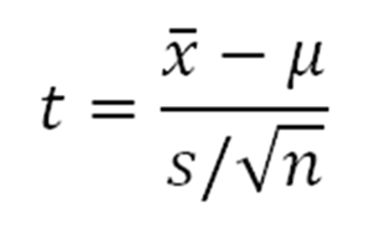 t = (x̄ − μ) / (s/√n)